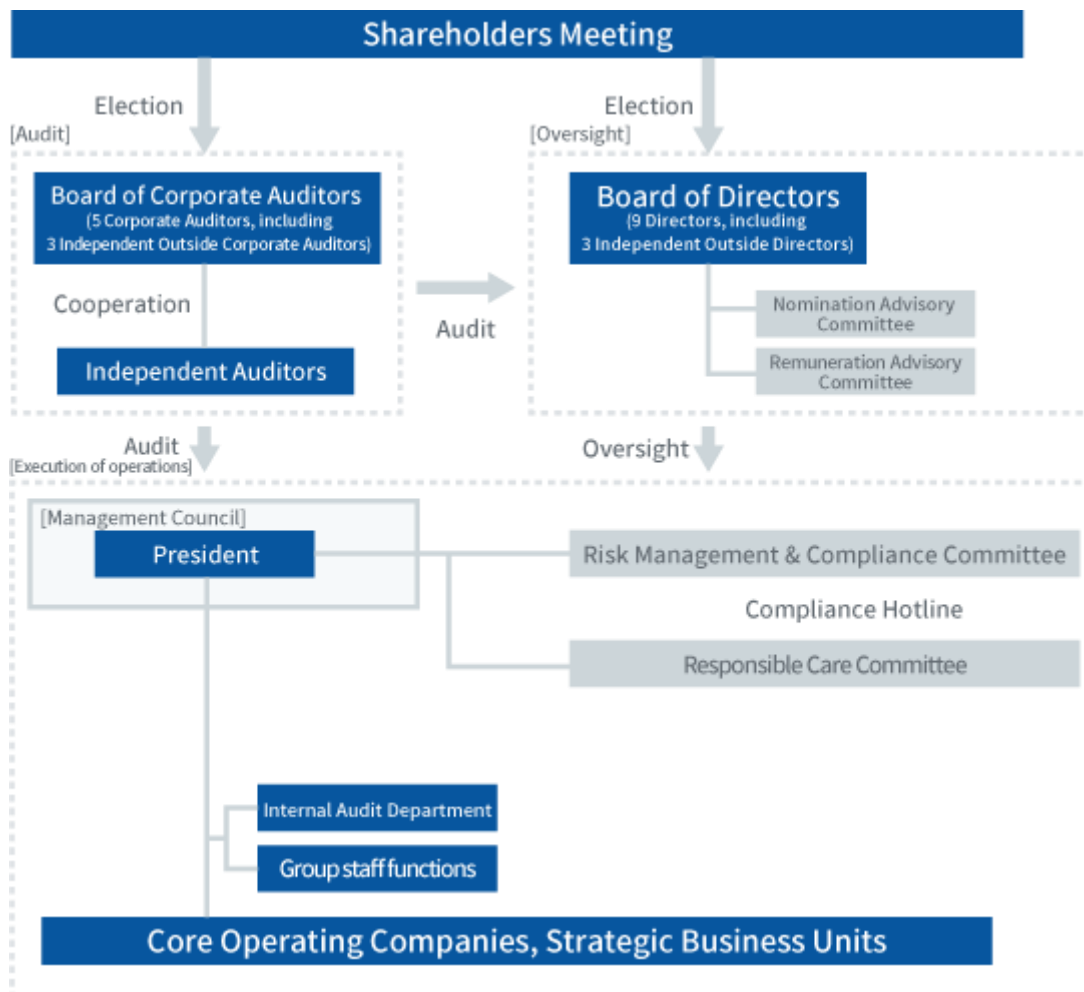 Shareholders Meeting
Election
Election
[Audit]
[Oversight]
Board of Corporate Auditors
(5 Corporate Auditors, including
3 Independent Outside Corporate Auditors)
Board of Directors
(9 Directors, including
3 Independent Outside Directors)
Cooperation
Audit
Nomination Advisory
Committee
Independent Auditors
Remuneration Advisory
Committee
Audit
Oversight
[Execution of operations]
[Management Council]
President
Risk Management & Compliance Committee
Compliance Hotline
Responsible Care Committee
Internal Audit Department
Group staff functions
Core Operating Companies, Strategic Business Units